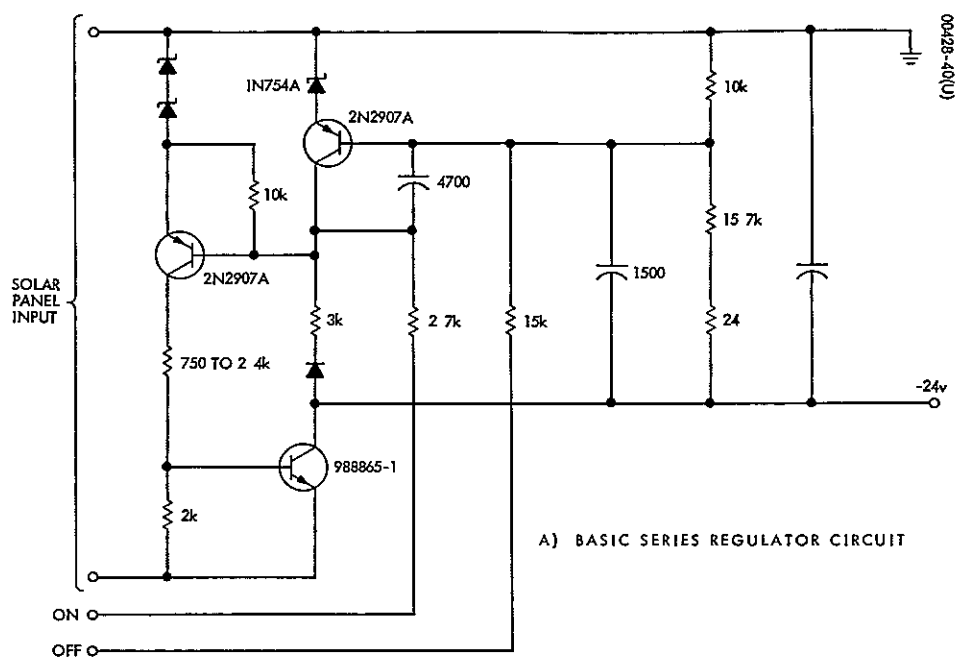 00428-40(U)
1N754A
2N2907A
10k
10k
4700
15 7k
2N2907A
1500
SOLAR
PANEL
INPUT
3k
2 7k
15k
24
750 TO 2 4k
-24v
988865-1
2k
A) BASIC SERIES REGULATOR CIRCUIT
ON
OFF